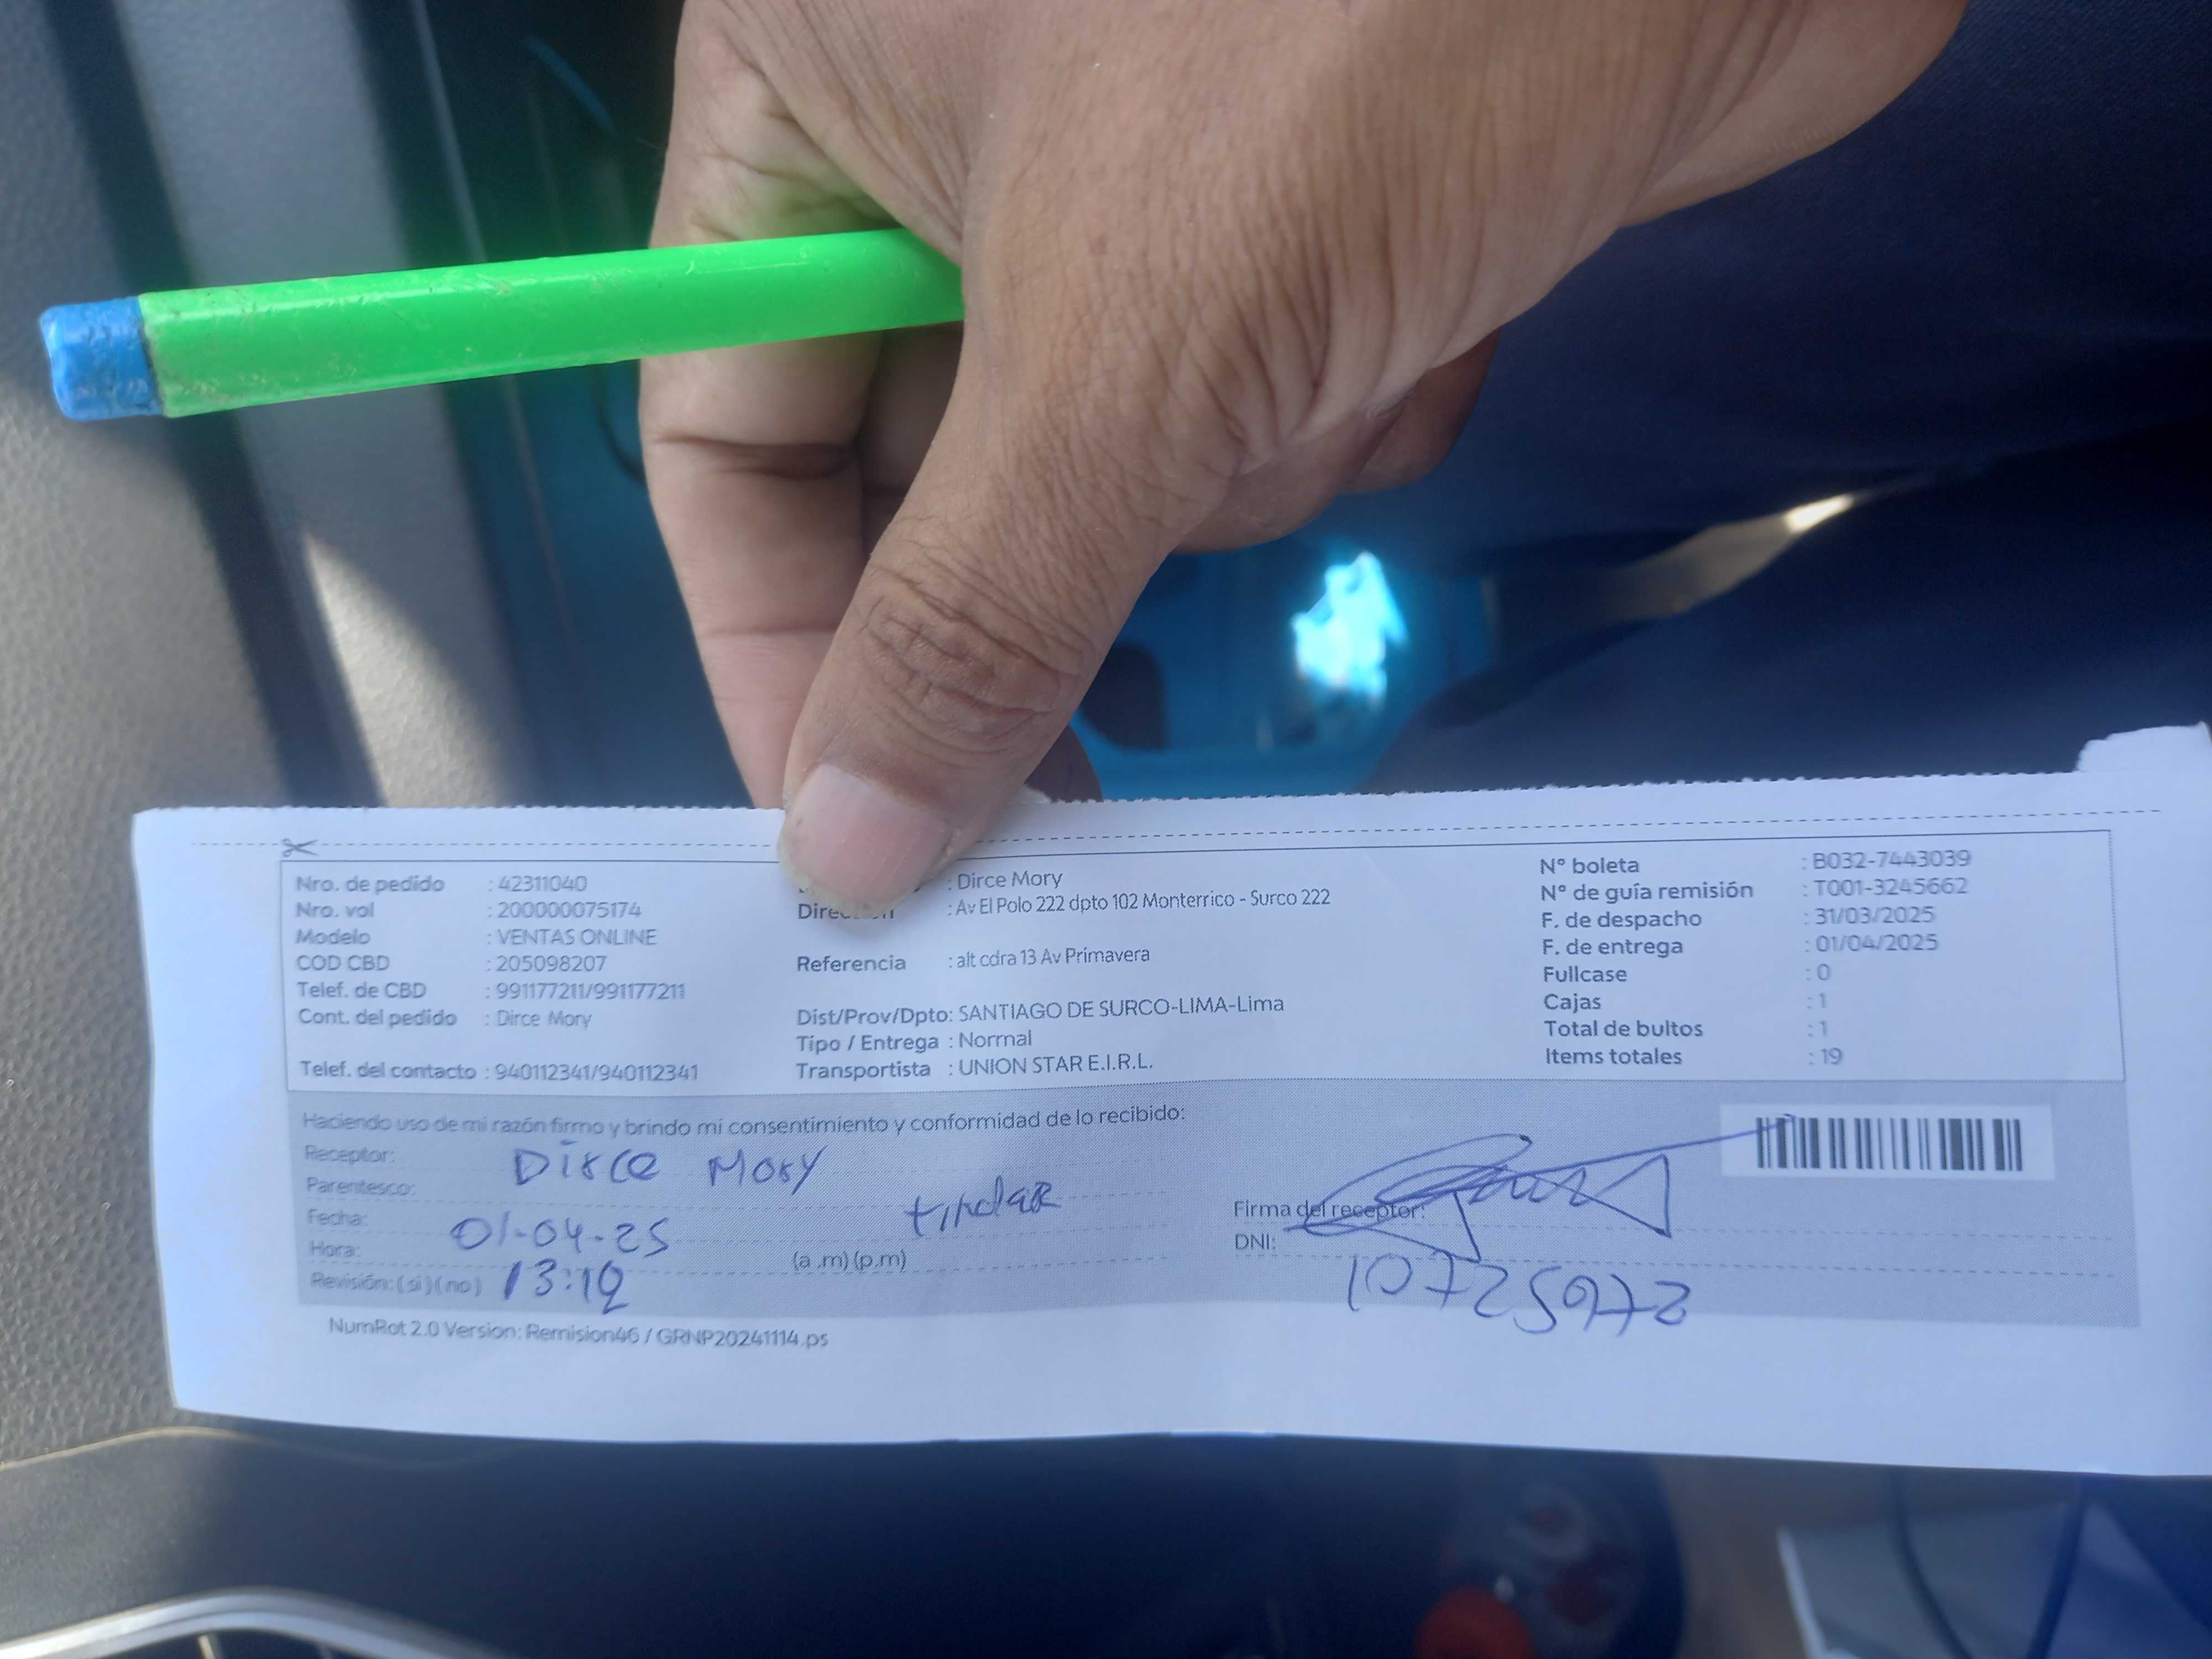 Nro. de pedido : 42311040
Nro. vol : 200000075174
Modelo : VENTAS ONLINE
COD CBD : 205098207
Telef. de CBD : 991177211/991177211
Cont. del pedido : Dirce Mory
Telef. del contacto : 940112341/940112341
: Dirce Mory
Dirección : Av El Polo 222 dpto 102 Monterrico - Surco 222
Referencia : alt cdra 13 Av Primavera
Dist/Prov/Dpto: SANTIAGO DE SURCO-LIMA-Lima
Tipo / Entrega : Normal
Transportista : UNION STAR E.I.R.L.
N° boleta : B032-7443039
N° de guía remisión : T001-3245662
F. de despacho : 31/03/2025
F. de entrega : 01/04/2025
Fullcase : 0
Cajas : 1
Total de bultos : 1
Items totales : 19
Haciendo uso de mi razón firmo y brindo mi consentimiento y conformidad de lo recibido:
Receptor: Dirce Mory
Parentesco: titular
Fecha: 01-04-25
Hora: 13:12 (a .m) (p.m)
Revisión: ( si ) ( no )
Firma del receptor:
DNI: 10725972
NumRot 2.0 Version: Remision46 / GRNP20241114.ps